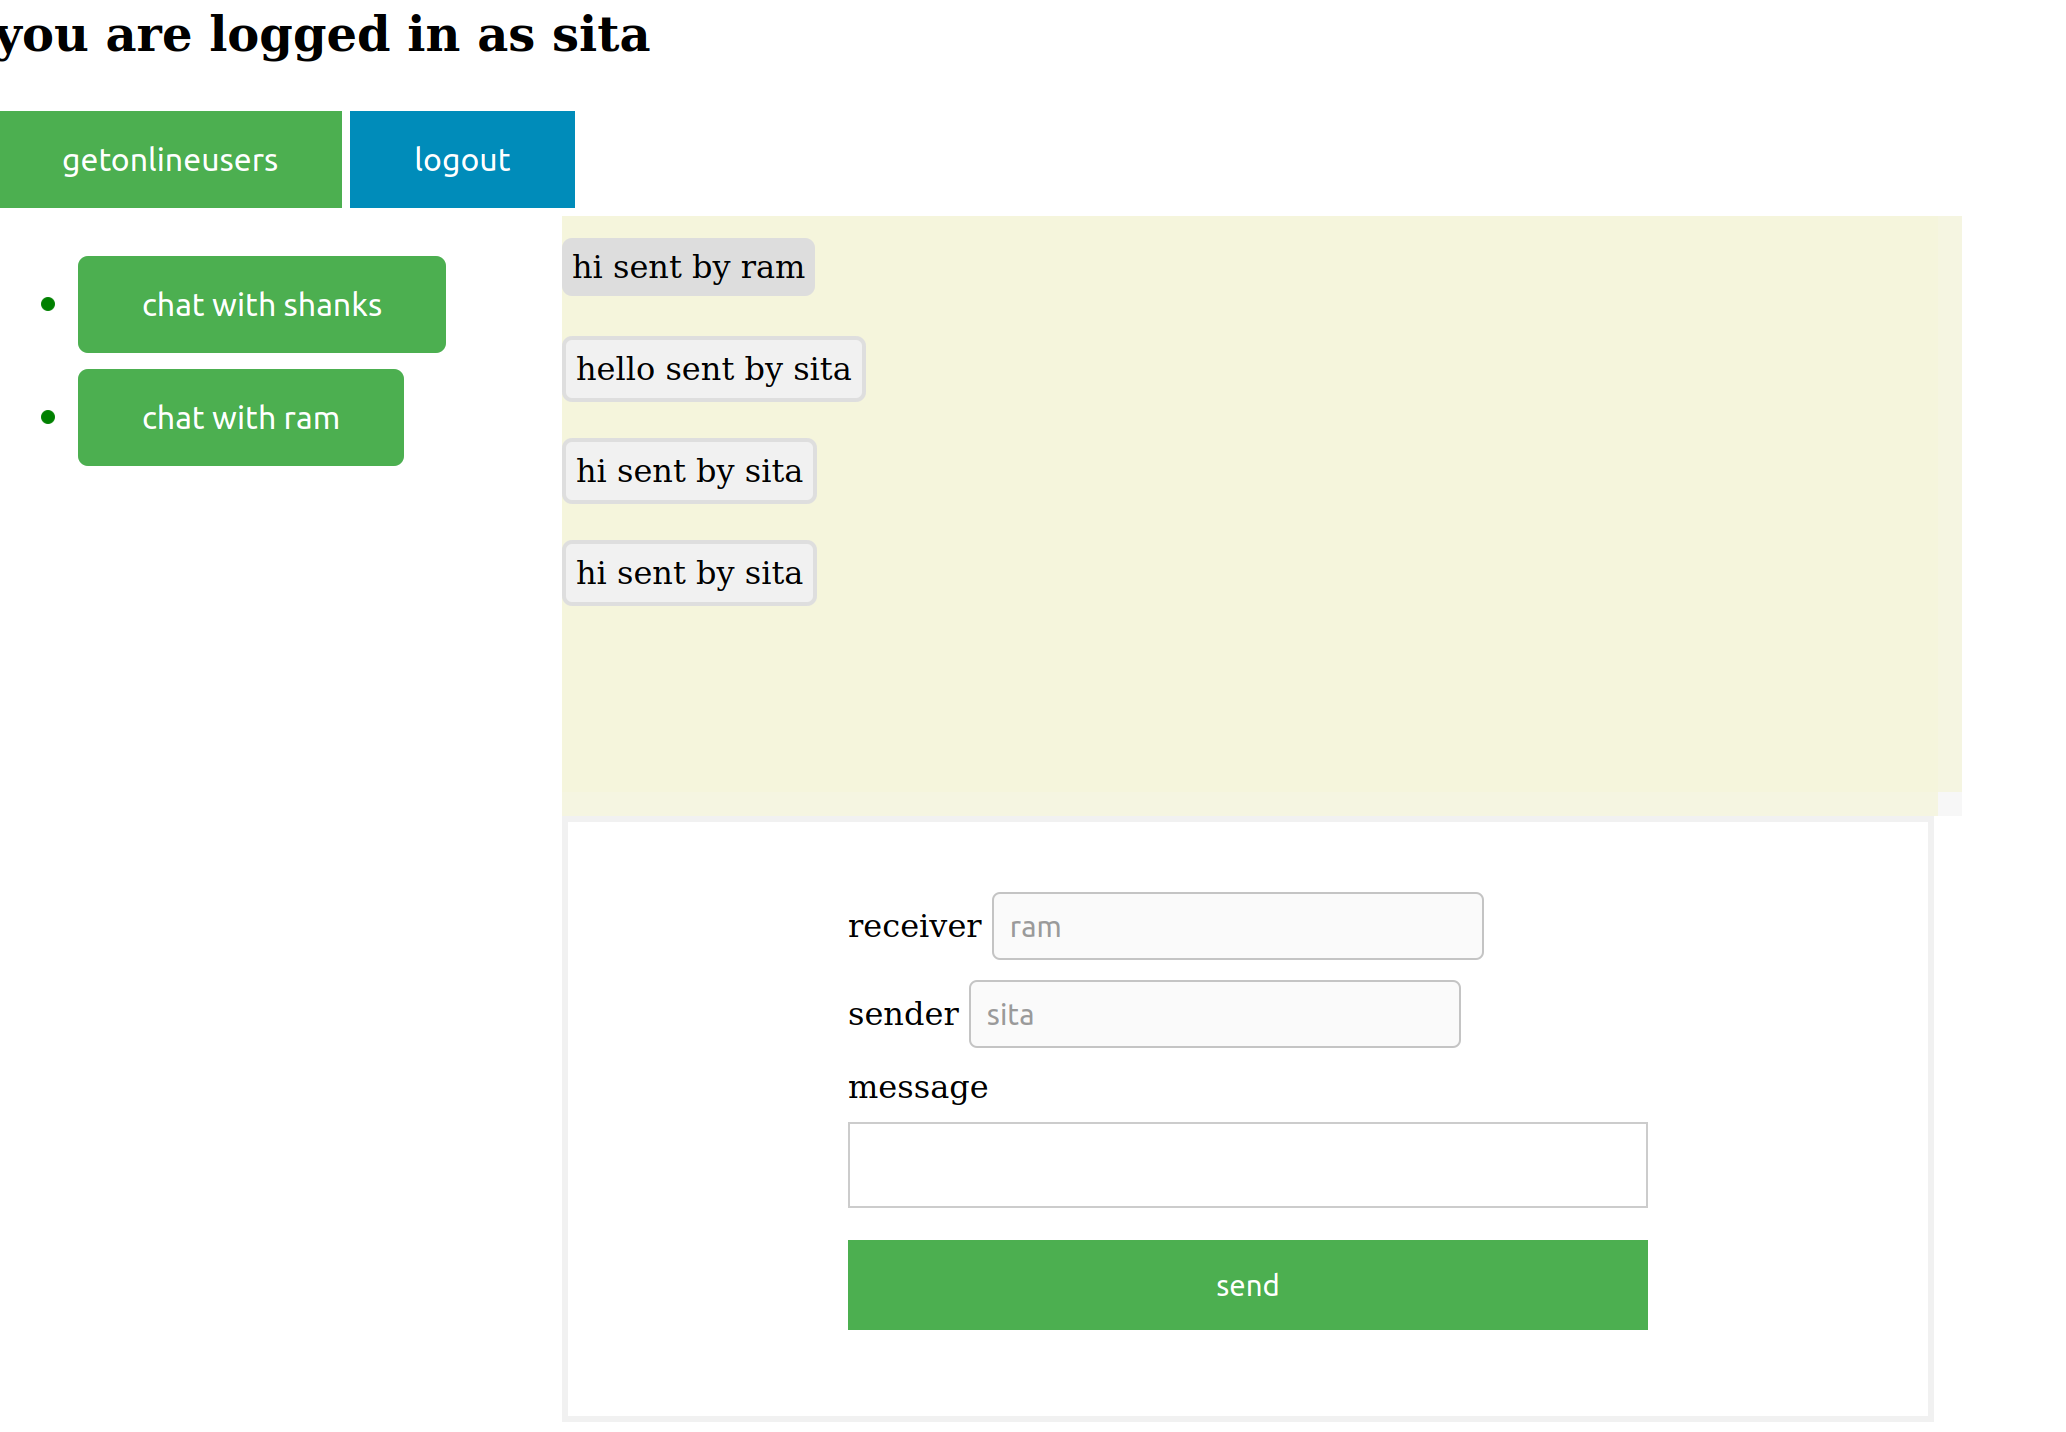 you are logged in as sita
getonlineusers logout
chat with shanks
chat with ram
hi sent by ram
hello sent by sita
hi sent by sita
hi sent by sita
receiver ram
sender sita
message
send